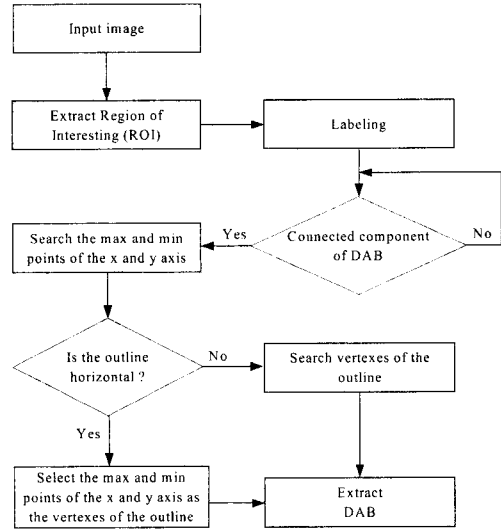 Input image
Extract Region of
Interesting (ROI)
Labeling
Connected component
of DAB
No
Yes
Search the max and min
points of the x and y axis
Is the outline
horizontal ?
No
Search vertexes of the
outline
Yes
Select the max and min
points of the x and y axis as
the vertexes of the outline
Extract
DAB